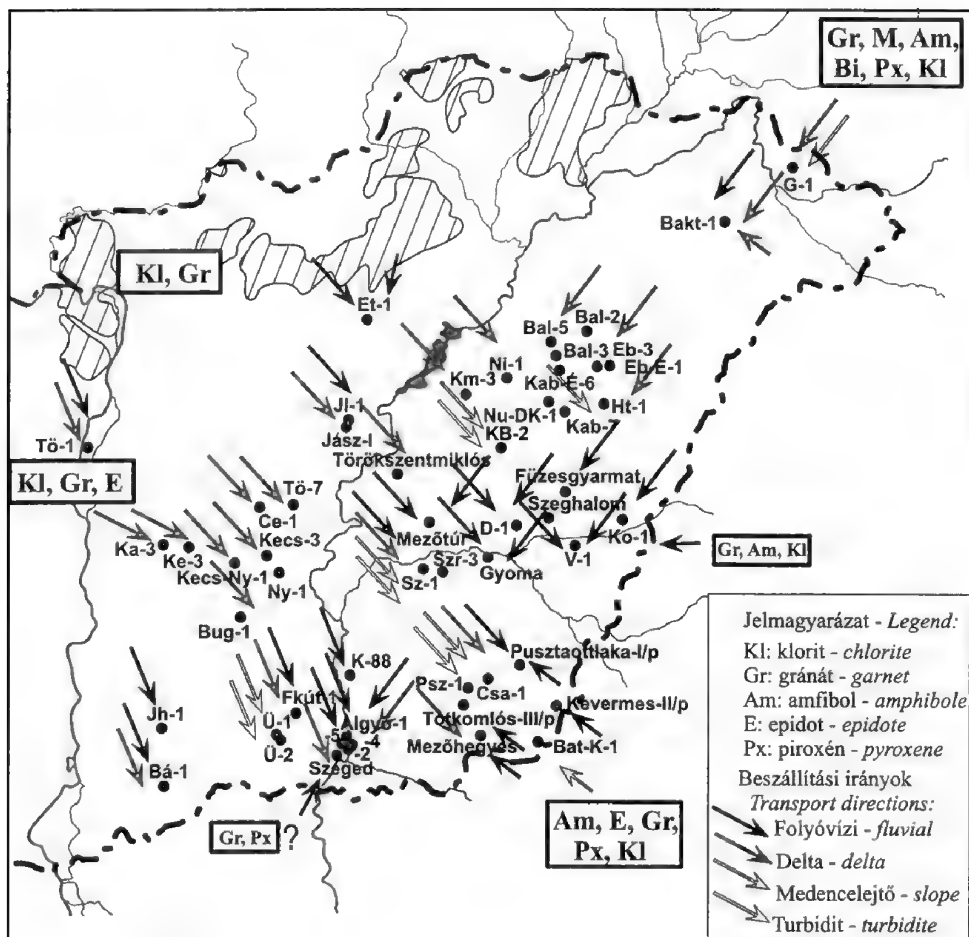 Gr, M, Am,
Bi, Px, Kl
G-1
Bakt-1
Kl, Gr
Et-1
Bal-2
Bal-5
Bal-3
Eb-3
Eb-É-1
Ni-1
Km-3
Kab-É-6
Ht-1
Nu-DK-1
Kab-7
KB-2
Jl-1
Jász-I
Tö-1
Törökszentmiklós
Kl, Gr, E
Füzesgyarmat
Szeghalom
Tö-7
Ce-1
Mezőtúr
D-1
Ko-1
Kecs-3
Ka-3
Ke-3
Kecs-Ny-1
Ny-1
Szr-3
Sz-1
Gyoma
V-1
Gr, Am, Kl
Bug-1
K-88
Pusztaottlaka-I/p
Psz-1
Csa-1
Kevermes-II/p
Fkút-1
Jh-1
Ü-1
Ü-2
Algyő-1
-5
-4
-2
Szeged
Tótkomlós-III/p
Mezőhegyes
Bat-K-1
Bá-1
Gr, Px ?
Am, E, Gr,
Px, Kl
Jelmagyarázat - Legend:
Kl: klorit - chlorite
Gr: gránát - garnet
Am: amfibol - amphibole
E: epidot - epidote
Px: piroxén - pyroxene
Beszállítási irányok
Transport directions:
Folyóvízi - fluvial
Delta - delta
Medencelejtő - slope
Turbidit - turbidite